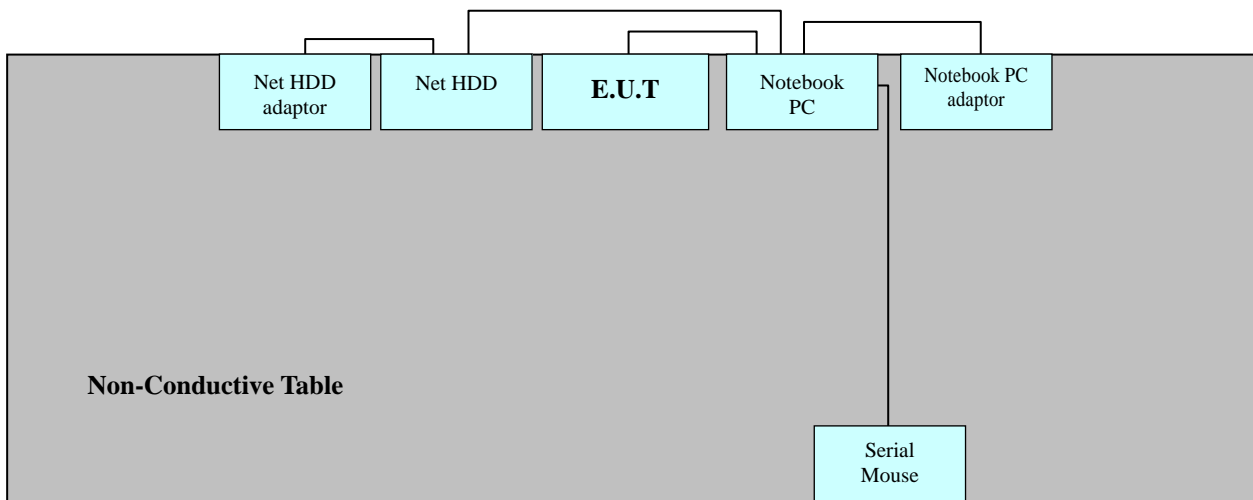 Net HDD
adaptor
Net HDD
E.U.T
Notebook
PC
Notebook PC
adaptor
Non-Conductive Table
Serial
Mouse